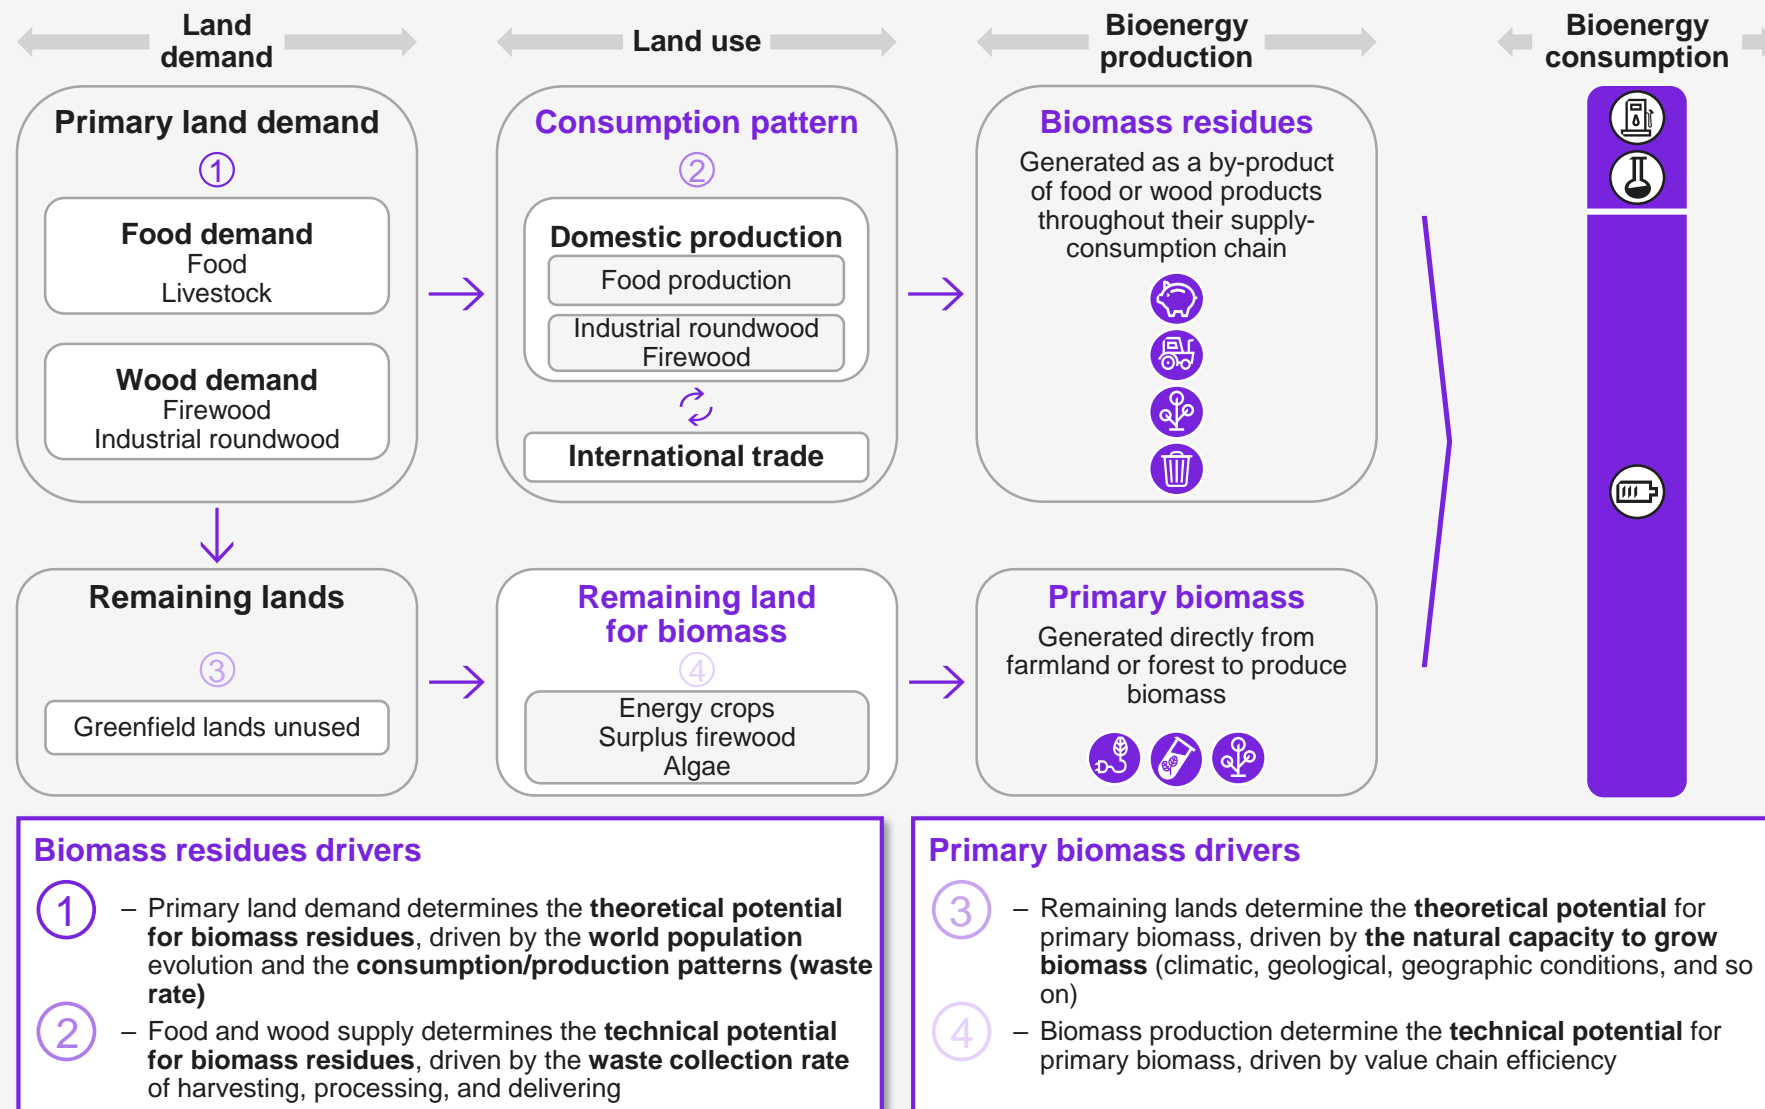 Land
demand
Land use
Bioenergy
production
Bioenergy
consumption
Primary land demand
1
Food demand
Food
Livestock
Wood demand
Firewood
Industrial roundwood
Consumption pattern
2
Domestic production
Food production
Industrial roundwood
Firewood
International trade
Biomass residues
Generated as a by-product
of food or wood products
throughout their supply-
consumption chain
Remaining lands
3
Greenfield lands unused
Remaining land
for biomass
4
Energy crops
Surplus firewood
Algae
Primary biomass
Generated directly from
farmland or forest to produce
biomass
Biomass residues drivers
1
– Primary land demand determines the theoretical potential
for biomass residues, driven by the world population
evolution and the consumption/production patterns (waste
rate)
2
– Food and wood supply determines the technical potential
for biomass residues, driven by the waste collection rate
of harvesting, processing, and delivering
Primary biomass drivers
3
– Remaining lands determine the theoretical potential for
primary biomass, driven by the natural capacity to grow
biomass (climatic, geological, geographic conditions, and so
on)
4
– Biomass production determine the technical potential for
primary biomass, driven by value chain efficiency